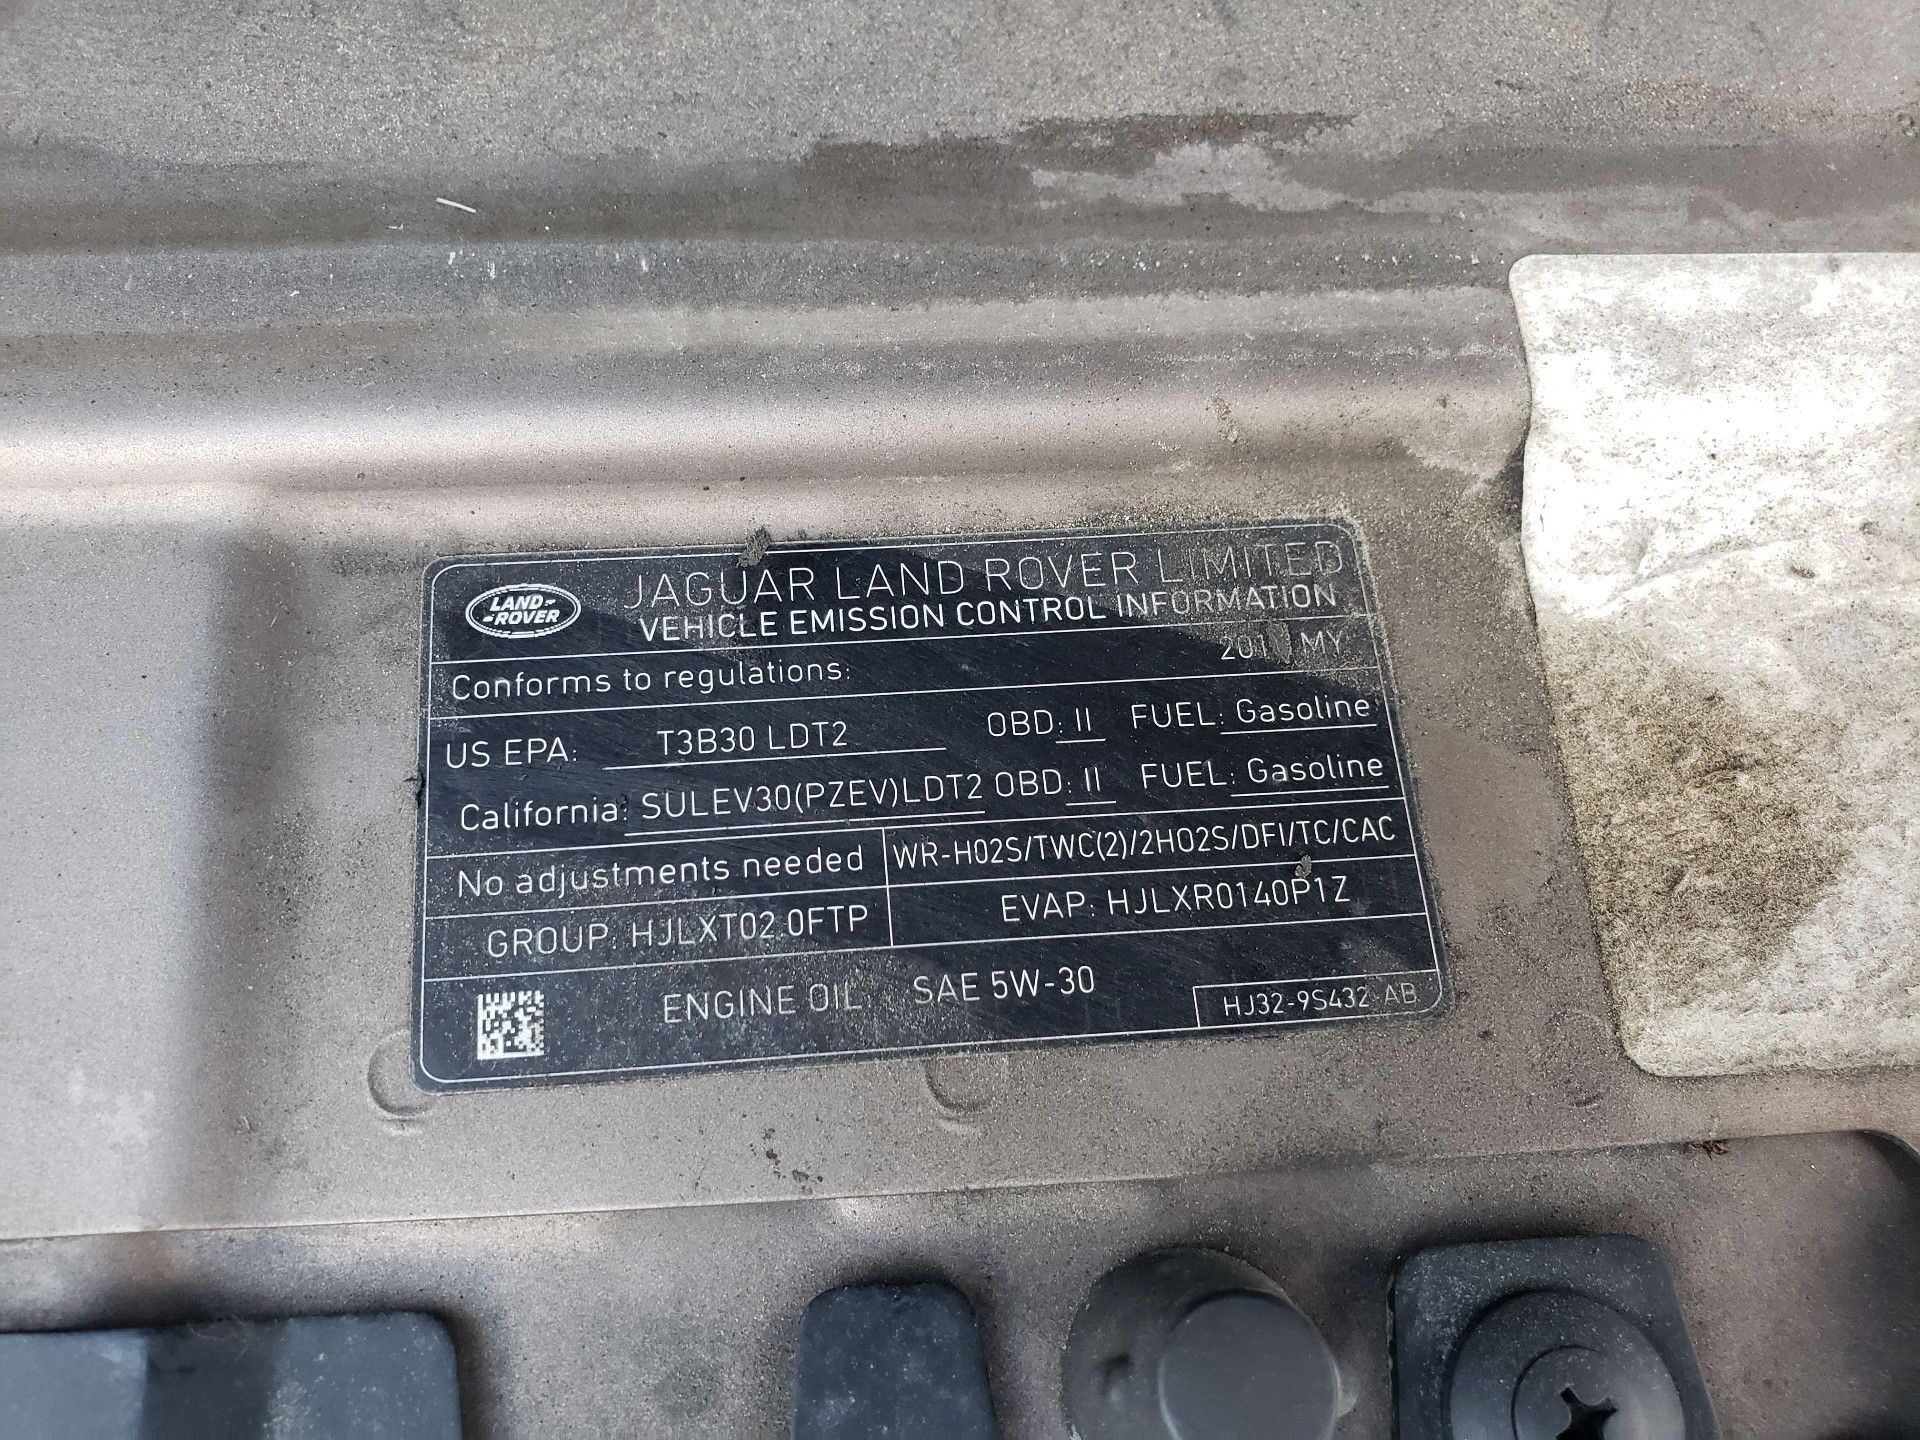 LAND-
-ROVER
JAGUAR LAND ROVER LIMITED
VEHICLE EMISSION CONTROL INFORMATION
Conforms to regulations: MY
US EPA: T3B30 LDT2 OBD: II FUEL: Gasoline
California: SULEV30(PZEV)LDT2 OBD: II FUEL: Gasoline
No adjustments needed WR-HO2S/TWC(2)/2HO2S/DFI/TC/CAC
GROUP: HJLXT02.0FTP EVAP: HJLXR0140P1Z
ENGINE OIL: SAE 5W-30
HJ32-9S432-AB